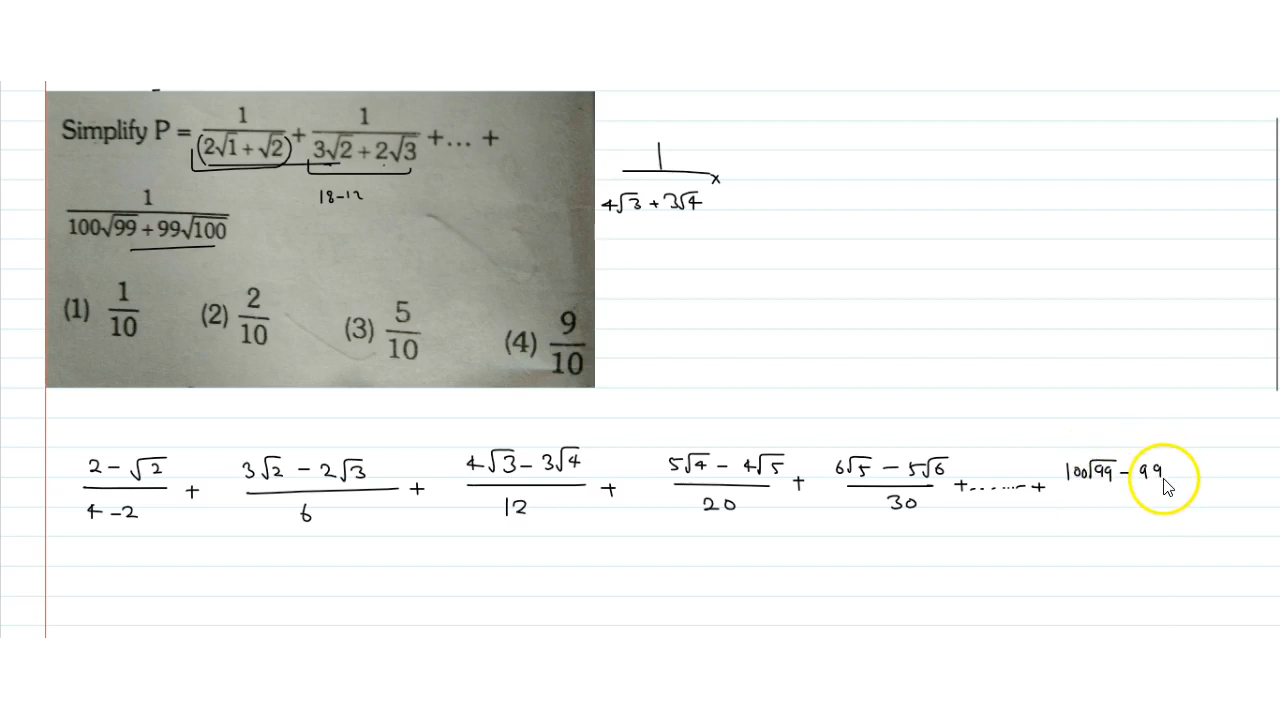 Simplify P = 1/(2√1 + √2) + 1/(3√2 + 2√3) + ... +
18-12
1/(4√3 + 3√4) ×
1/(100√99 + 99√100)
(1) 1/10 (2) 2/10 (3) 5/10 (4) 9/10
(2 - √2)/(4 - 2) + (3√2 - 2√3)/6 + (4√3 - 3√4)/12 + (5√4 - 4√5)/20 + (6√5 - 5√6)/30 + ........ + 100√99 - 99